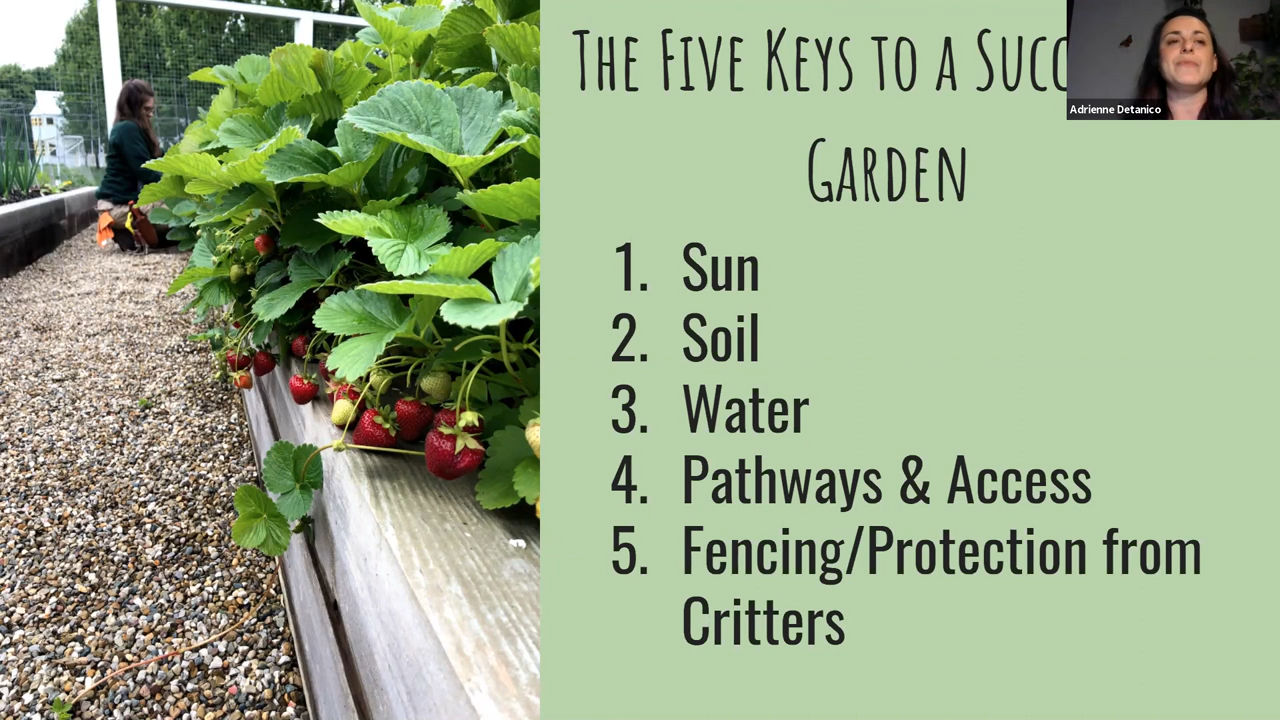 The Five Keys to a Succ
Garden
1. Sun
2. Soil
3. Water
4. Pathways & Access
5. Fencing/Protection from
Critters
Adrienne Detanico